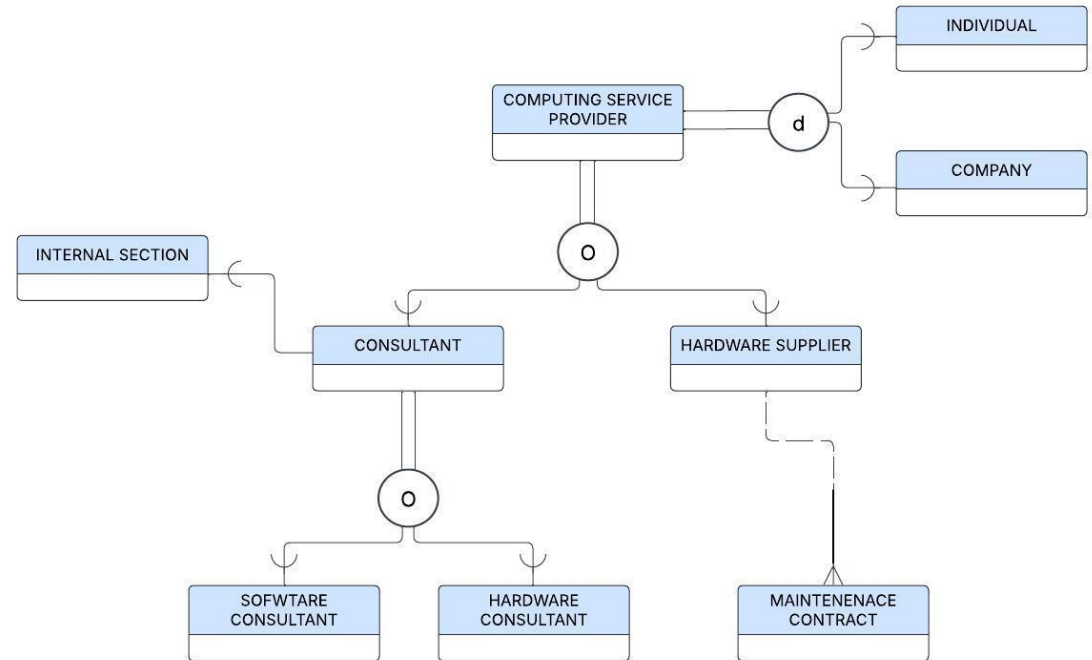 INDIVIDUAL
COMPUTING SERVICE
PROVIDER
d
COMPANY
O
INTERNAL SECTION
CONSULTANT
HARDWARE SUPPLIER
O
SOFWTARE
CONSULTANT
HARDWARE
CONSULTANT
MAINTENENACE
CONTRACT